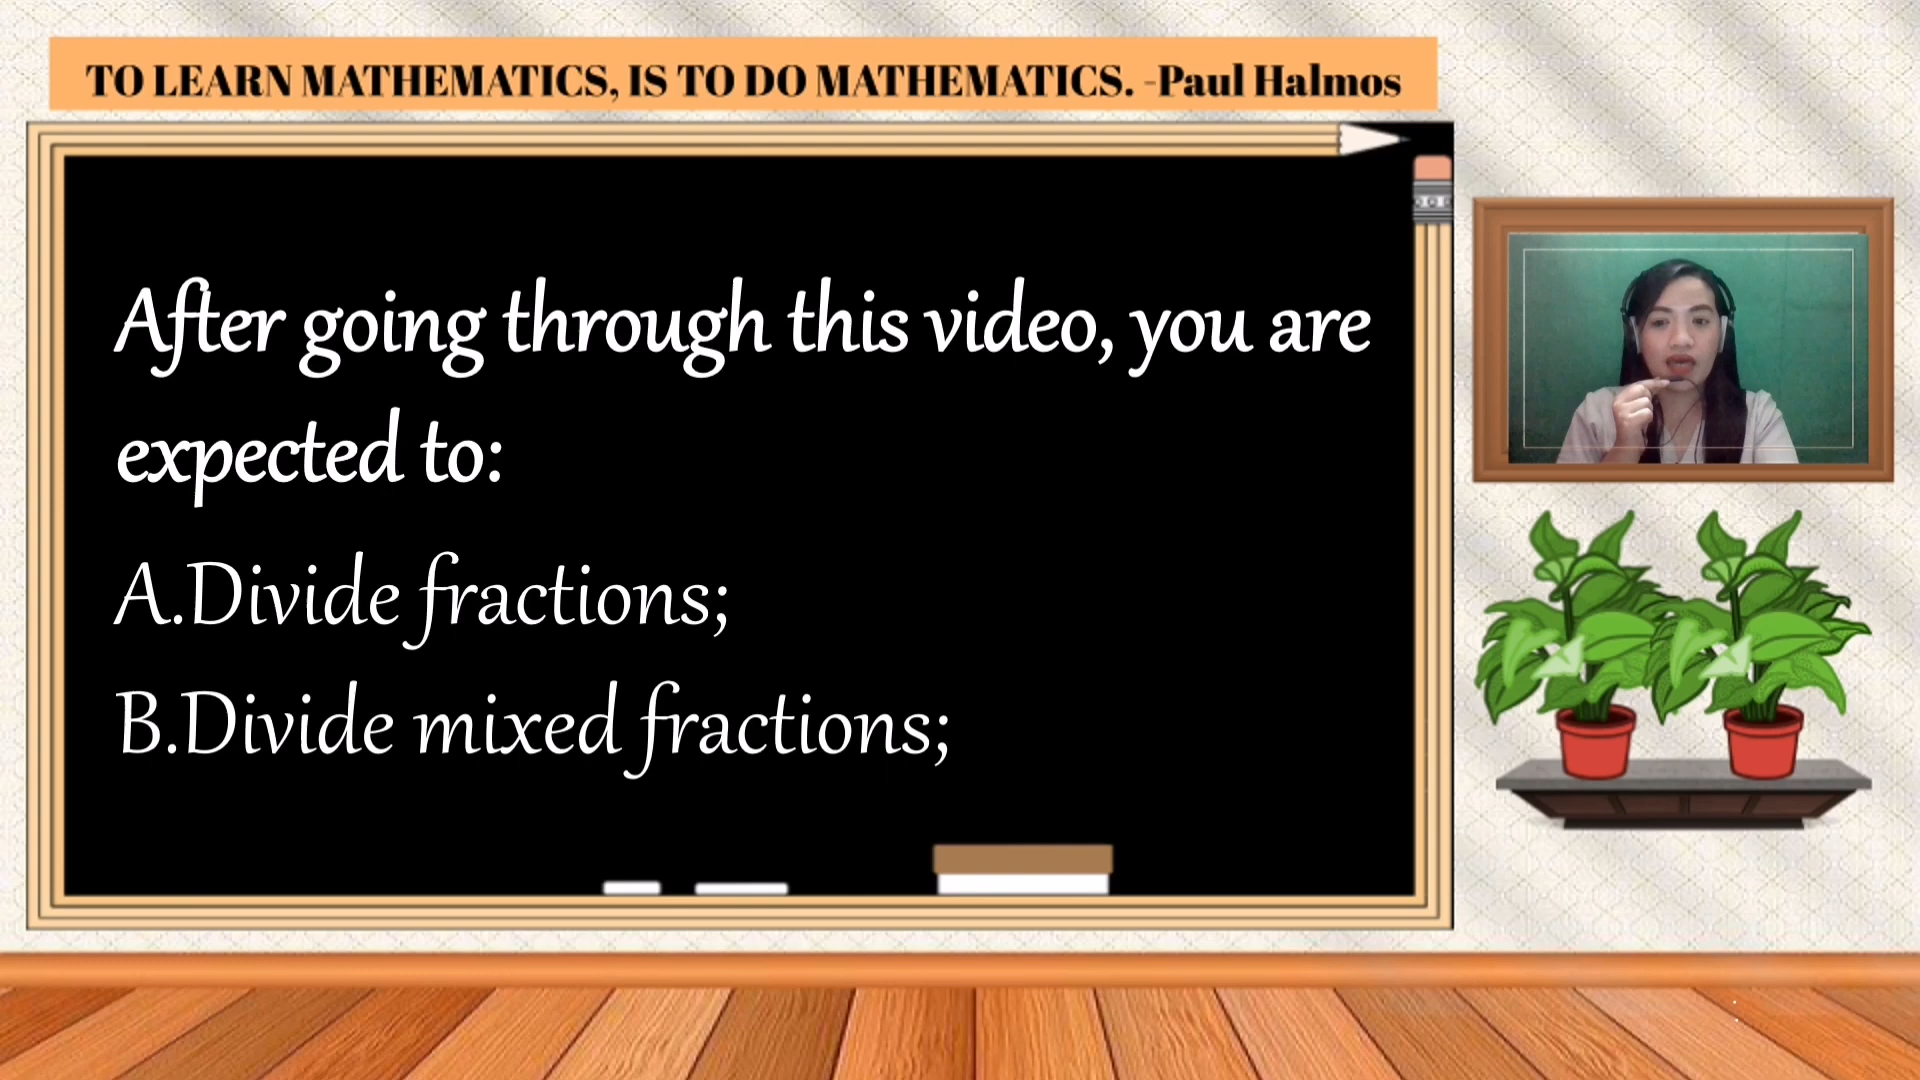 TO LEARN MATHEMATICS, IS TO DO MATHEMATICS. -Paul Halmos
After going through this video, you are
expected to:
A.Divide fractions;
B.Divide mixed fractions;